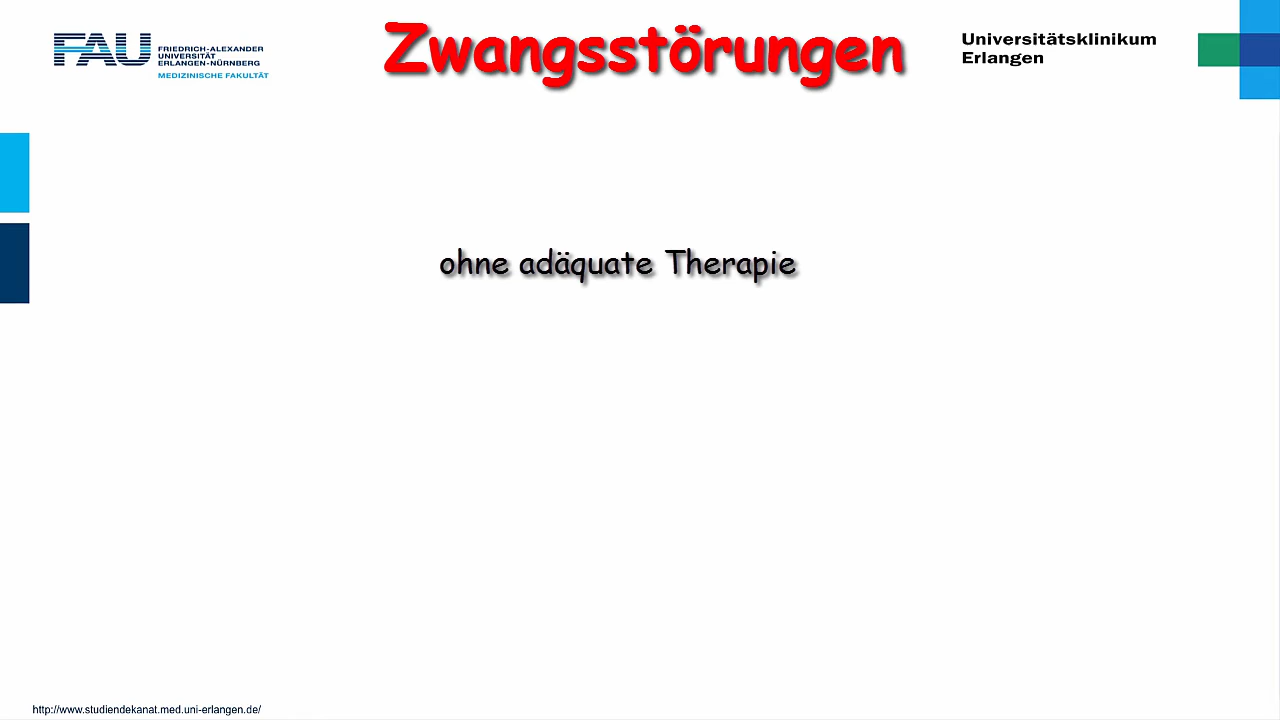 FAU
FRIEDRICH-ALEXANDER
UNIVERSITÄT
ERLANGEN-NÜRNBERG
MEDIZINISCHE FAKULTÄT
Zwangsstörungen
Universitätsklinikum
Erlangen
ohne adäquate Therapie
http://www.studiendekanat.med.uni-erlangen.de/